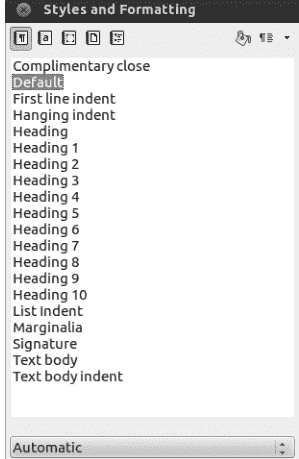 Styles and Formatting
Complimentary close
Default
First line indent
Hanging indent
Heading
Heading 1
Heading 2
Heading 3
Heading 4
Heading 5
Heading 6
Heading 7
Heading 8
Heading 9
Heading 10
List Indent
Marginalia
Signature
Text body
Text body indent
Automatic